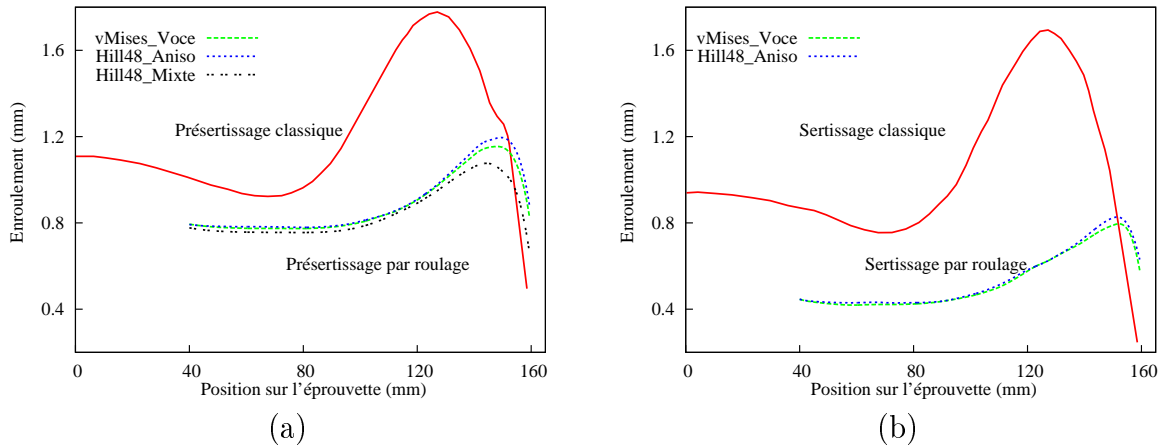 vMises_Voce
Hill48_Aniso
Hill48_Mixte
Présertissage classique
Présertissage par roulage
Enroulement (mm)
1.6
1.2
0.8
0.4
0 40 80 120 160
Position sur l'éprouvette (mm)
(a)
vMises_Voce
Hill48_Aniso
Sertissage classique
Sertissage par roulage
Enroulement (mm)
1.6
1.2
0.8
0.4
0 40 80 120 160
Position sur l'éprouvette (mm)
(b)